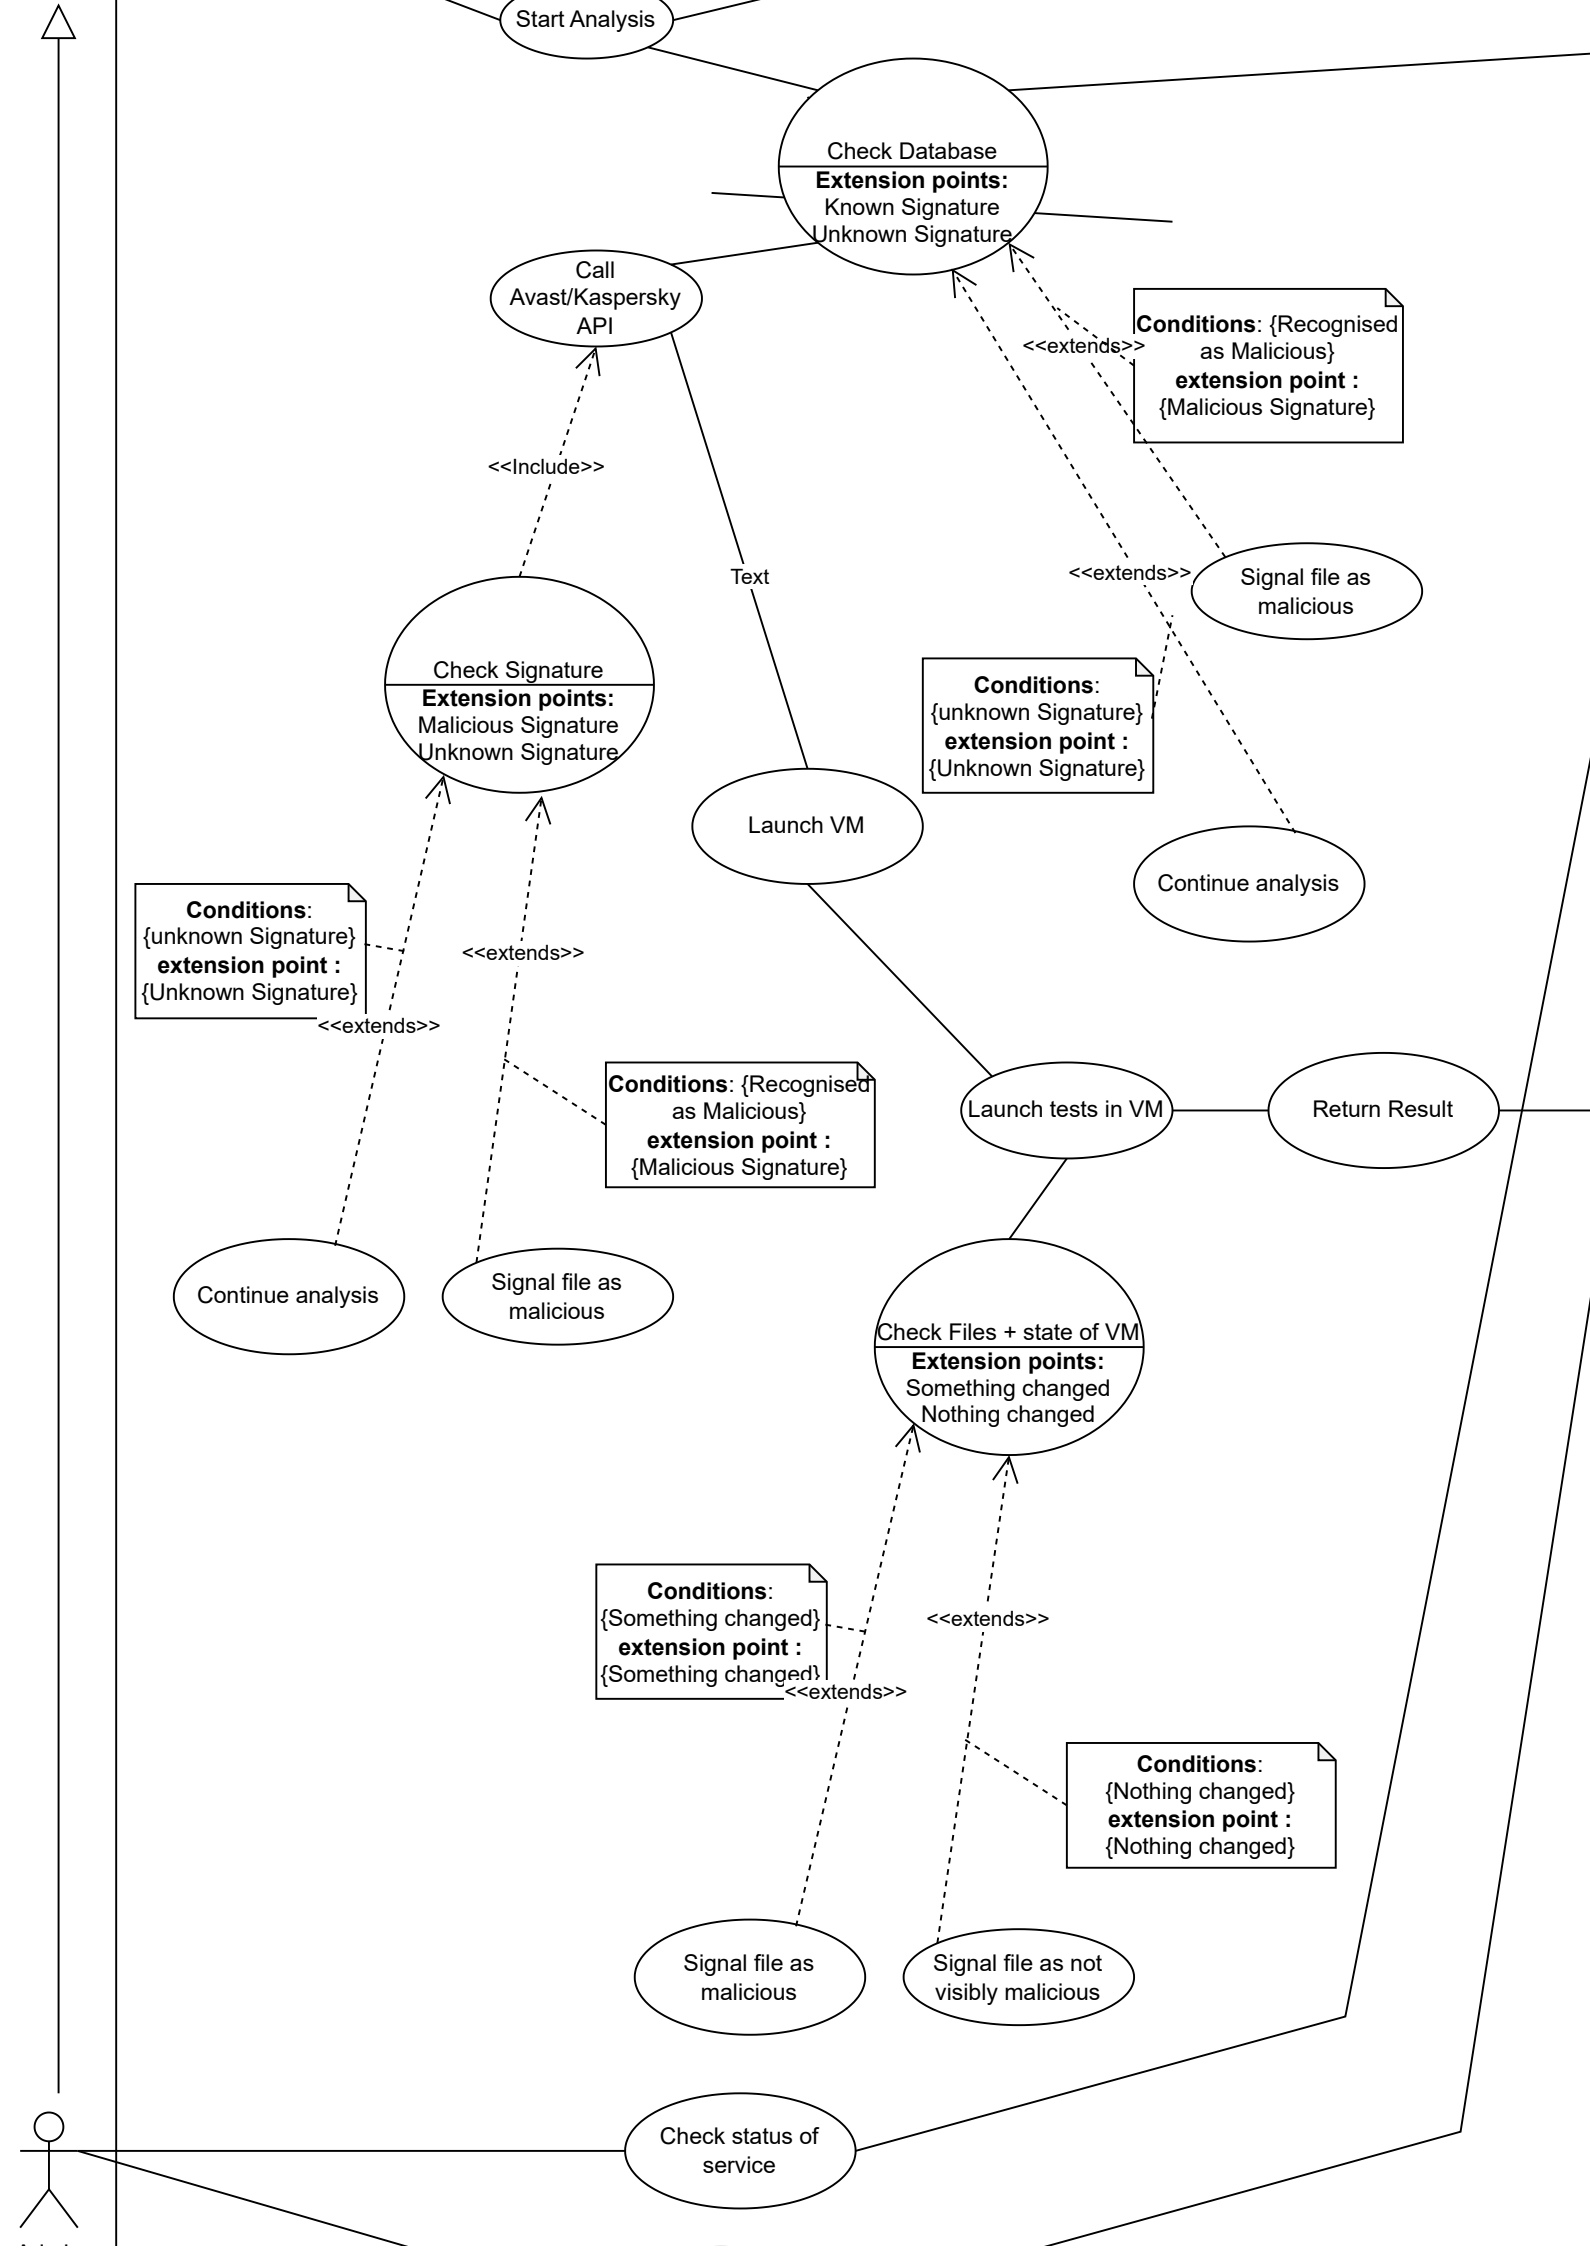 Start Analysis
Check Database
Extension points:
Known Signature
Unknown Signature
Call
Avast/Kaspersky
API
Conditions: {Recognised
as Malicious}
extension point :
{Malicious Signature}
<<extends>>
<<Include>>
Text
<<extends>>
Signal file as
malicious
Check Signature
Extension points:
Malicious Signature
Unknown Signature
Conditions:
{unknown Signature}
extension point :
{Unknown Signature}
Launch VM
Continue analysis
Conditions:
{unknown Signature}
extension point :
{Unknown Signature}
<<extends>>
<<extends>>
Conditions: {Recognised
as Malicious}
extension point :
{Malicious Signature}
Launch tests in VM
Return Result
Continue analysis
Signal file as
malicious
Check Files + state of VM
Extension points:
Something changed
Nothing changed
Conditions:
{Something changed}
extension point :
{Something changed}
<<extends>>
<<extends>>
Conditions:
{Nothing changed}
extension point :
{Nothing changed}
Signal file as
malicious
Signal file as not
visibly malicious
Check status of
service